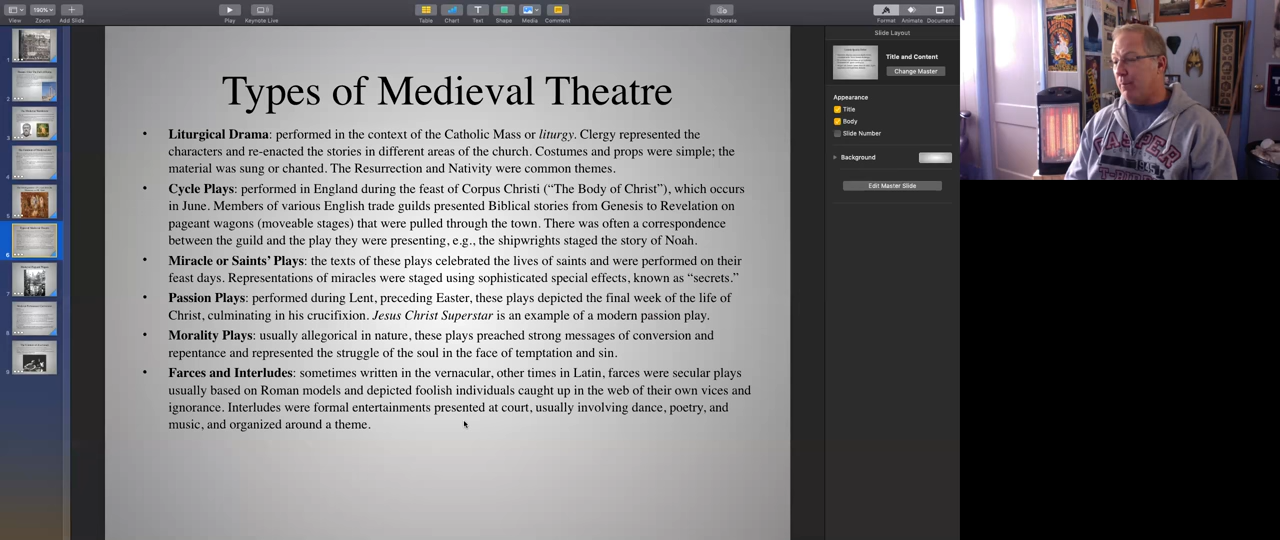 190%
View
Zoom
Add Slide
Play
Keynote Live
Table
Chart
Text
Shape
Media
Comment
Collaborate
Format
Animate
Document
1
2
3
4
5
6
7
8
9
Types of Medieval Theatre
• Liturgical Drama: performed in the context of the Catholic Mass or liturgy. Clergy represented the
characters and re-enacted the stories in different areas of the church. Costumes and props were simple; the
material was sung or chanted. The Resurrection and Nativity were common themes.
• Cycle Plays: performed in England during the feast of Corpus Christi (“The Body of Christ”), which occurs
in June. Members of various English trade guilds presented Biblical stories from Genesis to Revelation on
pageant wagons (moveable stages) that were pulled through the town. There was often a correspondence
between the guild and the play they were presenting, e.g., the shipwrights staged the story of Noah.
• Miracle or Saints’ Plays: the texts of these plays celebrated the lives of saints and were performed on their
feast days. Representations of miracles were staged using sophisticated special effects, known as “secrets.”
• Passion Plays: performed during Lent, preceding Easter, these plays depicted the final week of the life of
Christ, culminating in his crucifixion. Jesus Christ Superstar is an example of a modern passion play.
• Morality Plays: usually allegorical in nature, these plays preached strong messages of conversion and
repentance and represented the struggle of the soul in the face of temptation and sin.
• Farces and Interludes: sometimes written in the vernacular, other times in Latin, farces were secular plays
usually based on Roman models and depicted foolish individuals caught up in the web of their own vices and
ignorance. Interludes were formal entertainments presented at court, usually involving dance, poetry, and
music, and organized around a theme.
Slide Layout
Title and Content
Change Master
Appearance
Title
Body
Slide Number
Background
Edit Master Slide
CASPER